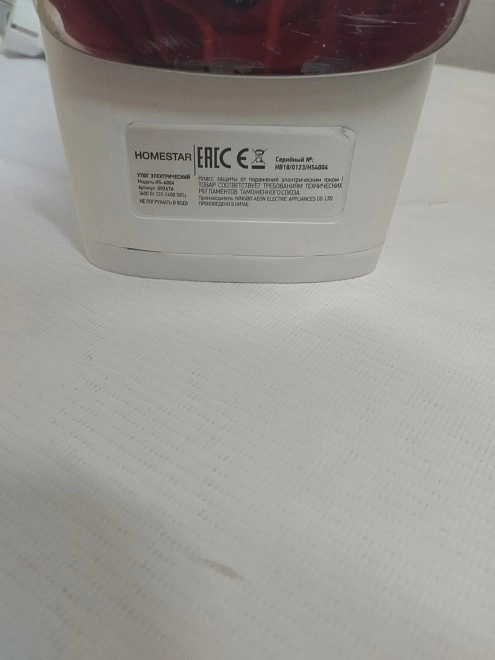 HOMESTAR EAC CE
Серийный №:
HB18/0123/HS4004
УТЮГ ЭЛЕКТРИЧЕСКИЙ
Модель: HS-4004
Артикул:
НЕ ПОГРУЖАТЬ В ВОДУ
Класс защиты от поражения электрическим током I
ТОВАР СООТВЕТСТВУЕТ ТРЕБОВАНИЯМ ТЕХНИЧЕСКИХ
РЕГЛАМЕНТОВ ТАМОЖЕННОГО СОЮЗА.
Производитель: NINGBO AEON ELECTRIC APPLIANCES CO. LTD.
ПРОИЗВЕДЕНО В КИТАЕ.